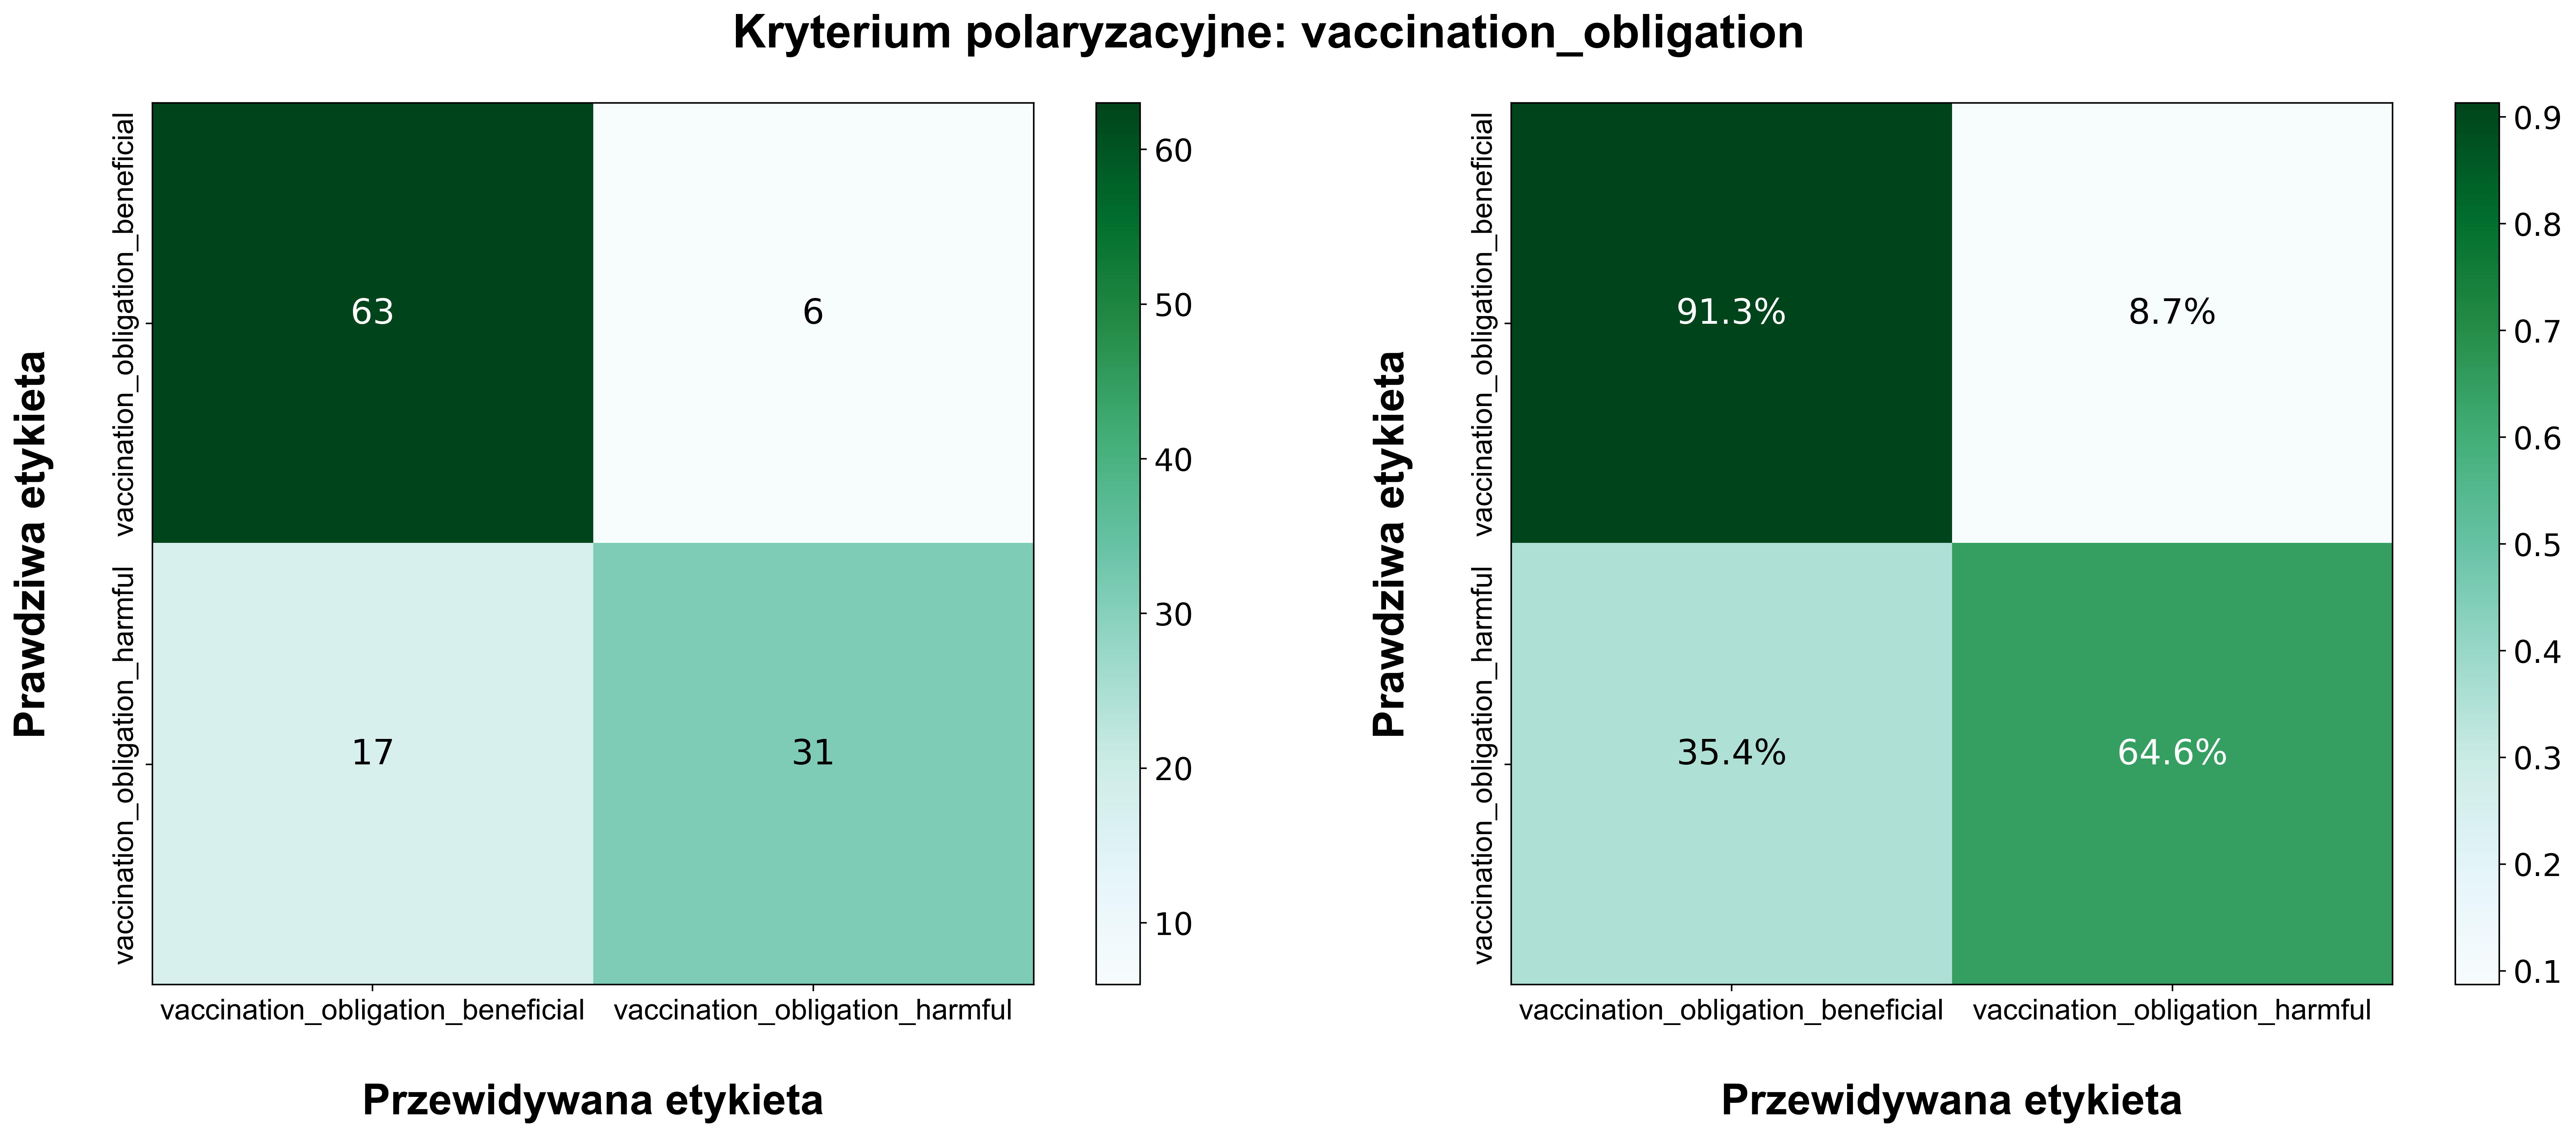 Kryterium polaryzacyjne: vaccination_obligation
Prawdziwa etykieta
vaccination_obligation_beneficial
vaccination_obligation_harmful
63
6
17
31
vaccination_obligation_beneficial
vaccination_obligation_harmful
Przewidywana etykieta
60
50
40
30
20
10
Prawdziwa etykieta
vaccination_obligation_beneficial
vaccination_obligation_harmful
91.3%
8.7%
35.4%
64.6%
vaccination_obligation_beneficial
vaccination_obligation_harmful
Przewidywana etykieta
0.9
0.8
0.7
0.6
0.5
0.4
0.3
0.2
0.1